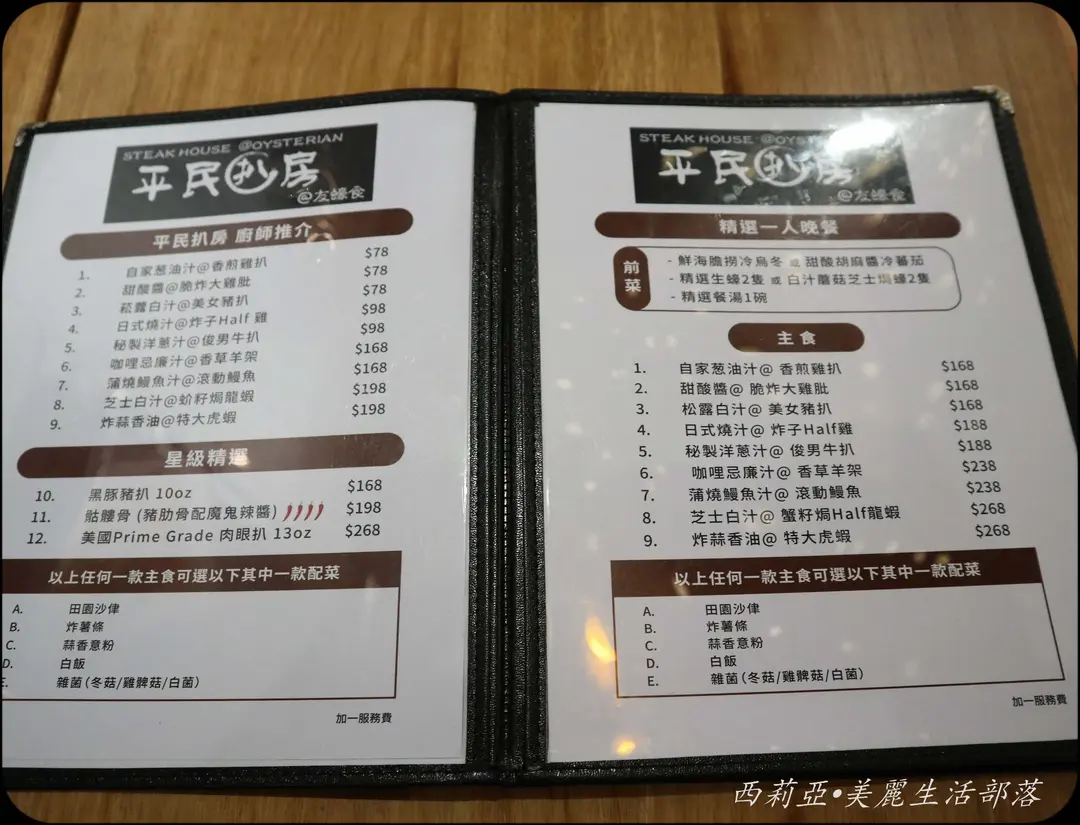 STEAK HOUSE @OYSTERIAN
平民扒房
@友蠔食
平民扒房 廚師推介
1. 自家葱油汁@香煎雞扒 $78
2. 甜酸醬@脆炸大雞肶 $78
3. 菘露白汁@美女豬扒 $78
4. 日式燒汁@炸子Half 雞 $98
5. 秘製洋蔥汁@俊男牛扒 $98
6. 咖哩忌廉汁@香草羊架 $168
7. 蒲燒鰻魚汁@滾動鰻魚 $168
8. 芝士白汁@蚧籽焗龍蝦 $198
9. 炸蒜香油@特大虎蝦 $198
星級精選
10. 黑豚豬扒 10oz $168
11. 骷髏骨 (豬肋骨配魔鬼辣醬) $198
12. 美國Prime Grade 肉眼扒 13oz $268
以上任何一款主食可選以下其中一款配菜
A. 田園沙侓
B. 炸薯條
C. 蒜香意粉
D. 白飯
E. 雜菌(冬菇/雞髀菇/白菌)
加一服務費
STEAK HOUSE @OYSTERIAN
平民扒房
@友蠔食
精選一人晚餐
前菜
- 鮮海膽撈冷烏冬 或 甜酸胡麻醬冷蕃茄
- 精選生蠔2隻 或 白汁蘑菇芝士焗蠔2隻
- 精選餐湯1碗
主食
1. 自家葱油汁@ 香煎雞扒 $168
2. 甜酸醬@ 脆炸大雞肶 $168
3. 松露白汁@ 美女豬扒 $168
4. 日式燒汁@ 炸子Half雞 $188
5. 秘製洋蔥汁@ 俊男牛扒 $188
6. 咖哩忌廉汁@ 香草羊架 $238
7. 蒲燒鰻魚汁@ 滾動鰻魚 $238
8. 芝士白汁@ 蟹籽焗Half龍蝦 $268
9. 炸蒜香油@ 特大虎蝦 $268
以上任何一款主食可選以下其中一款配菜
A. 田園沙侓
B. 炸薯條
C. 蒜香意粉
D. 白飯
E. 雜菌(冬菇/雞髀菇/白菌)
加一服務費
西莉亞•美麗生活部落